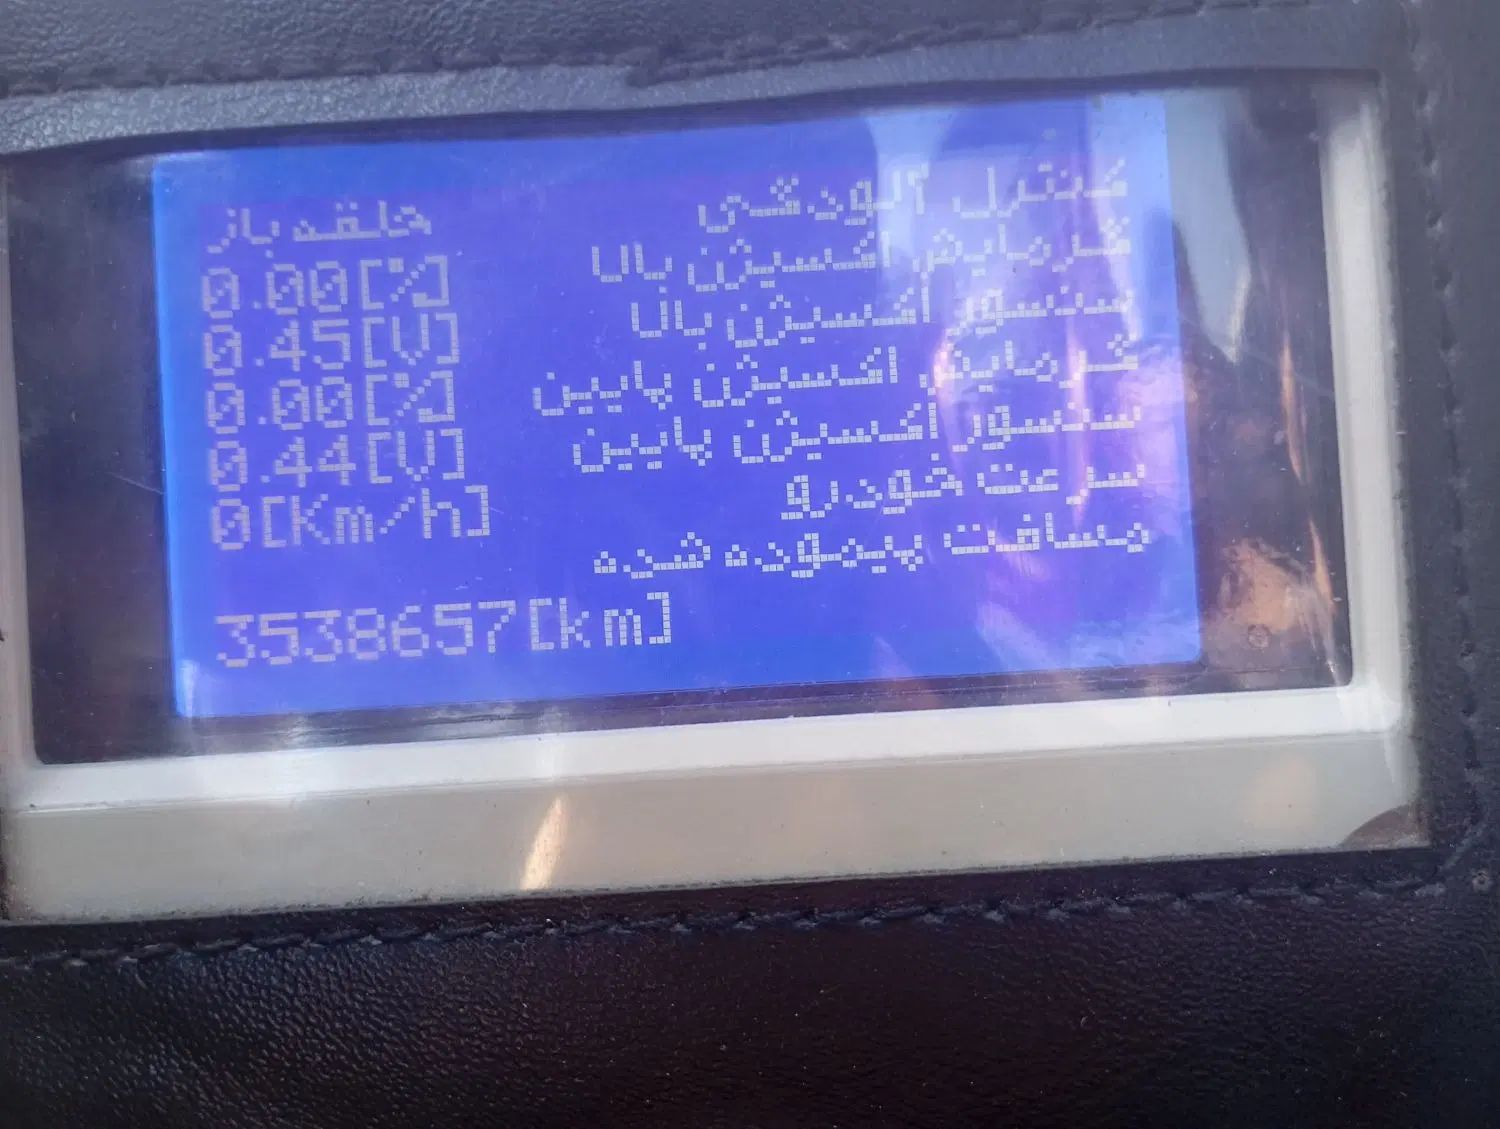 کنترل آلودگی حلقه باز
گرمایش اکسیژن بالا 0.00[%]
سنسور اکسیژن بالا 0.45[V]
گرمایش اکسیژن پایین 0.00[%]
سنسور اکسیژن پایین 0.44[V]
سرعت خودرو 0[Km/h]
مسافت پیموده شده
3538657[km]